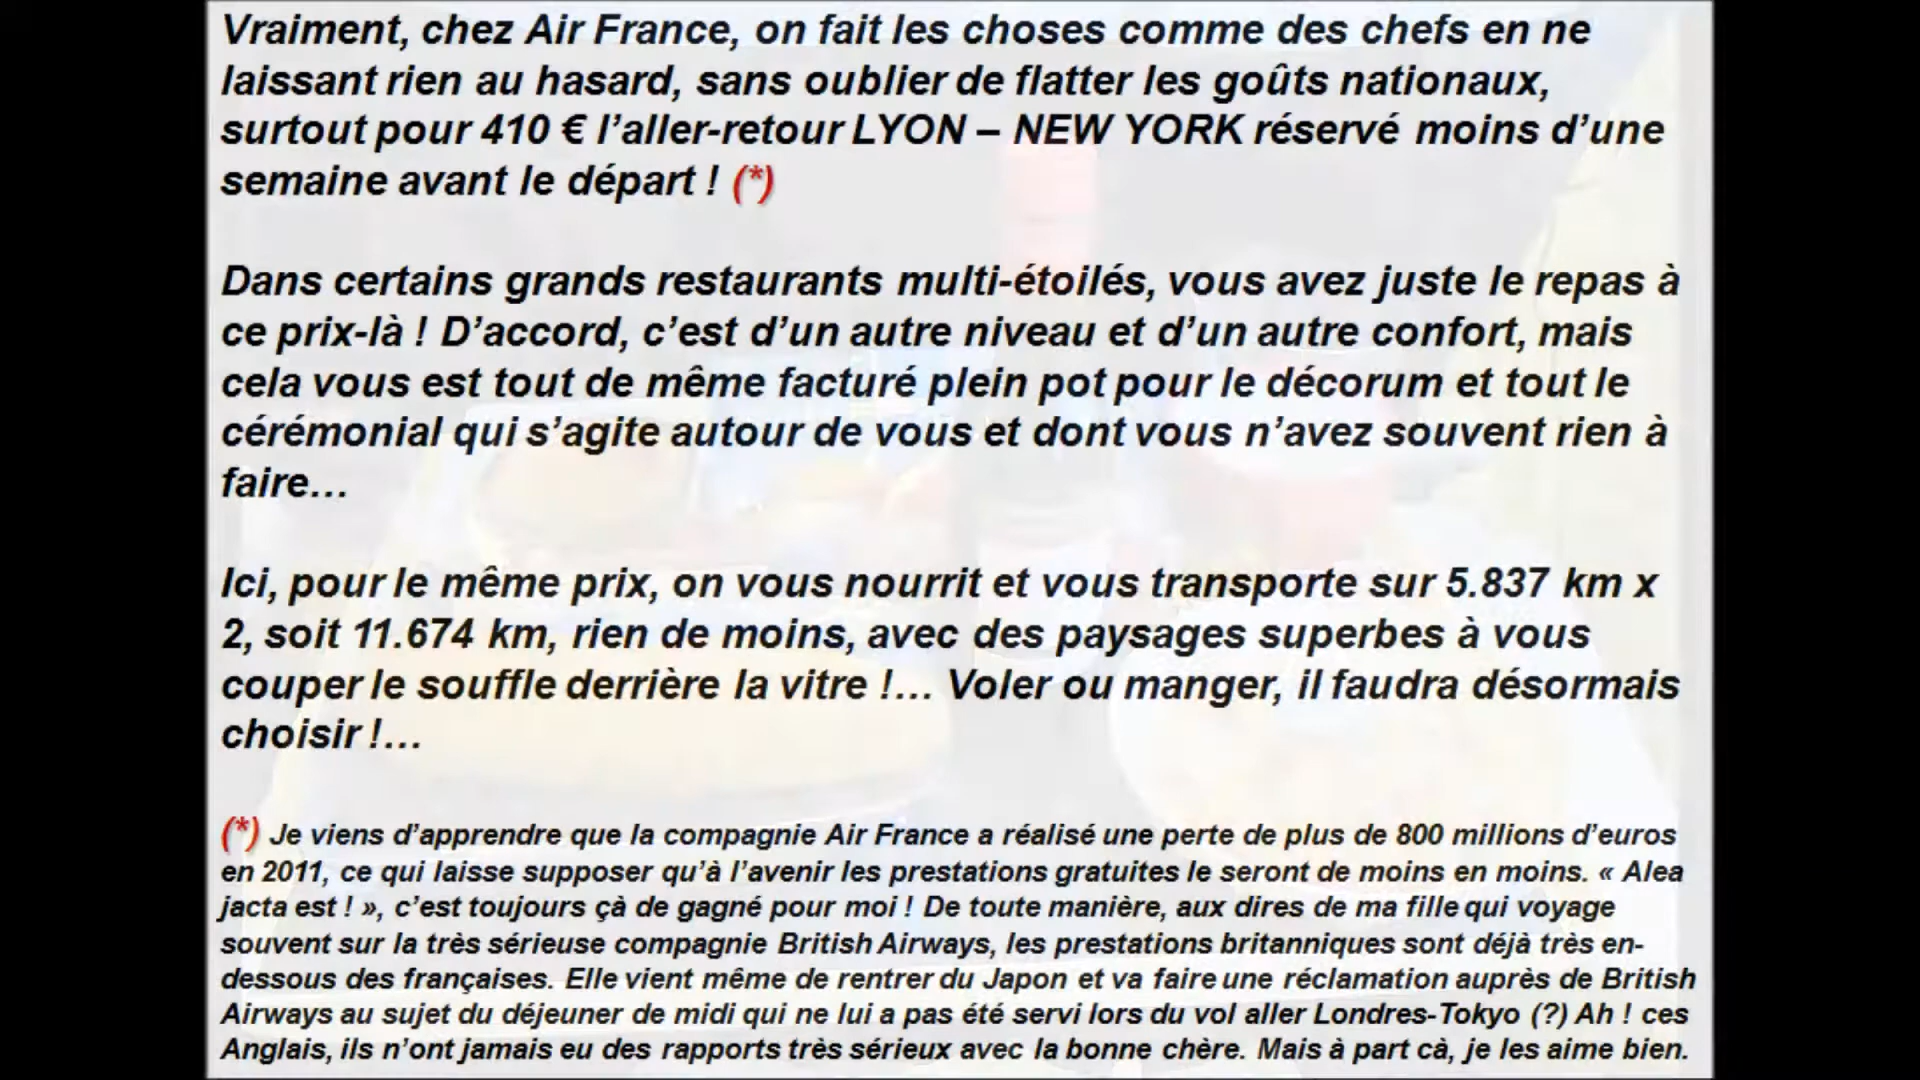 Vraiment, chez Air France, on fait les choses comme des chefs en ne
laissant rien au hasard, sans oublier de flatter les goûts nationaux,
surtout pour 410 € l’aller-retour LYON – NEW YORK réservé moins d’une
semaine avant le départ ! (*)
Dans certains grands restaurants multi-étoilés, vous avez juste le repas à
ce prix-là ! D’accord, c’est d’un autre niveau et d’un autre confort, mais
cela vous est tout de même facturé plein pot pour le décorum et tout le
cérémonial qui s’agite autour de vous et dont vous n’avez souvent rien à
faire…
Ici, pour le même prix, on vous nourrit et vous transporte sur 5.837 km x
2, soit 11.674 km, rien de moins, avec des paysages superbes à vous
couper le souffle derrière la vitre !… Voler ou manger, il faudra désormais
choisir !…
(*) Je viens d’apprendre que la compagnie Air France a réalisé une perte de plus de 800 millions d’euros
en 2011, ce qui laisse supposer qu’à l’avenir les prestations gratuites le seront de moins en moins. « Alea
jacta est ! », c’est toujours çà de gagné pour moi ! De toute manière, aux dires de ma fille qui voyage
souvent sur la très sérieuse compagnie British Airways, les prestations britanniques sont déjà très en-
dessous des françaises. Elle vient même de rentrer du Japon et va faire une réclamation auprès de British
Airways au sujet du déjeuner de midi qui ne lui a pas été servi lors du vol aller Londres-Tokyo (?) Ah ! ces
Anglais, ils n’ont jamais eu des rapports très sérieux avec la bonne chère. Mais à part cà, je les aime bien.